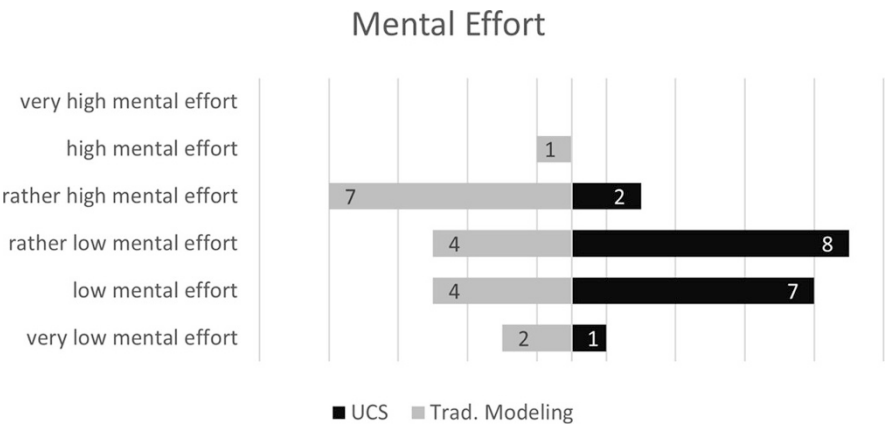 Mental Effort
very high mental effort
high mental effort
1
rather high mental effort
7
2
rather low mental effort
4
8
low mental effort
4
7
very low mental effort
2
1
UCS
Trad. Modeling